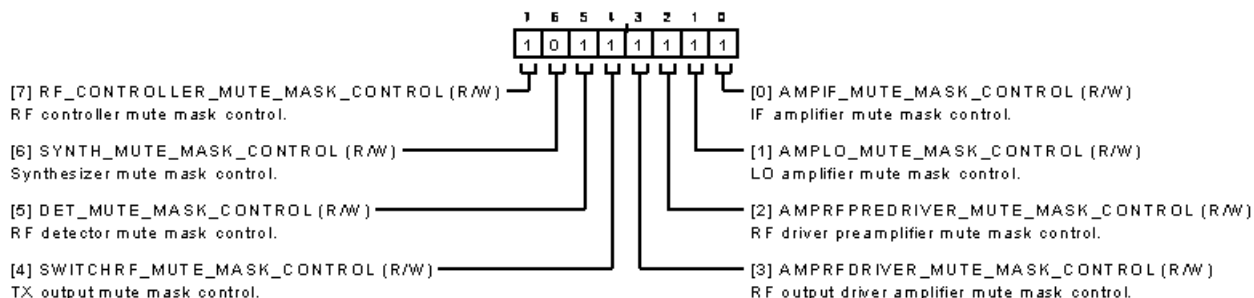 7 6 5 4 3 2 1 0
1 0 1 1 1 1 1 1
[7] RF_CONTROLLER_MUTE_MASK_CONTROL (R/W)
RF controller mute mask control.
[6] SYNTH_MUTE_MASK_CONTROL (R/W)
Synthesizer mute mask control.
[5] DET_MUTE_MASK_CONTROL (R/W)
RF detector mute mask control.
[4] SWITCHRF_MUTE_MASK_CONTROL (R/W)
TX output mute mask control.
[0] AMPIF_MUTE_MASK_CONTROL (R/W)
IF amplifier mute mask control.
[1] AMPLO_MUTE_MASK_CONTROL (R/W)
LO amplifier mute mask control.
[2] AMPRFPREDRIVER_MUTE_MASK_CONTROL (R/W)
RF driver preamplifier mute mask control.
[3] AMPRFDRIVER_MUTE_MASK_CONTROL (R/W)
RF output driver amplifier mute mask control.